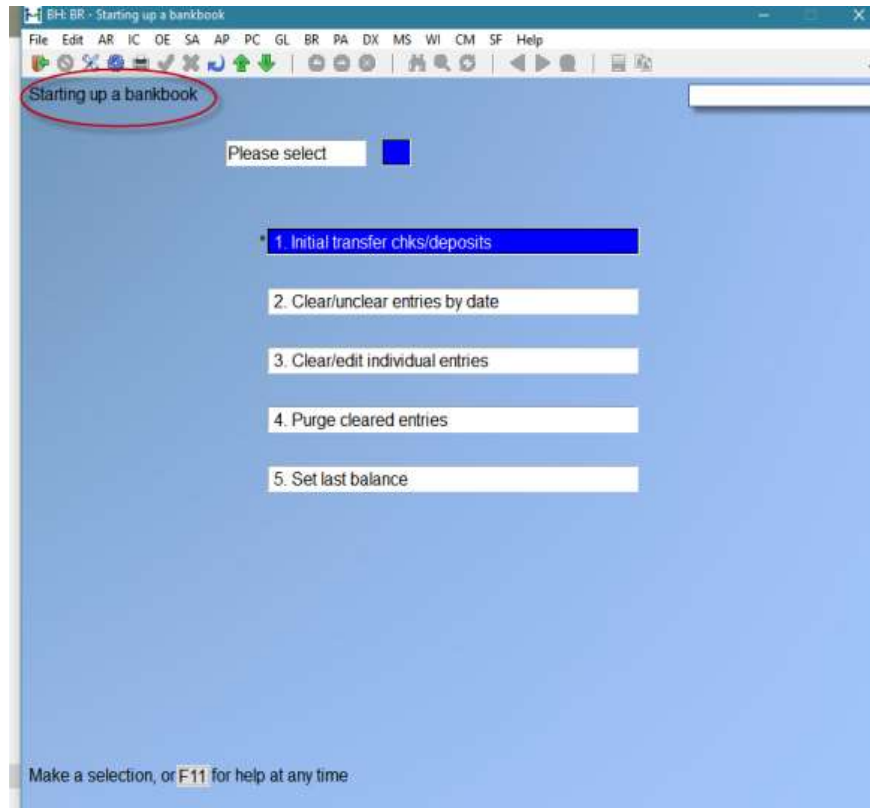 BH: BR - Starting up a bankbook
File Edit AR IC OE SA AP PC GL BR PA DX MS WI CM SF Help
Starting up a bankbook
Please select
* 1. Initial transfer chks/deposits
2. Clear/unclear entries by date
3. Clear/edit individual entries
4. Purge cleared entries
5. Set last balance
Make a selection, or F11 for help at any time